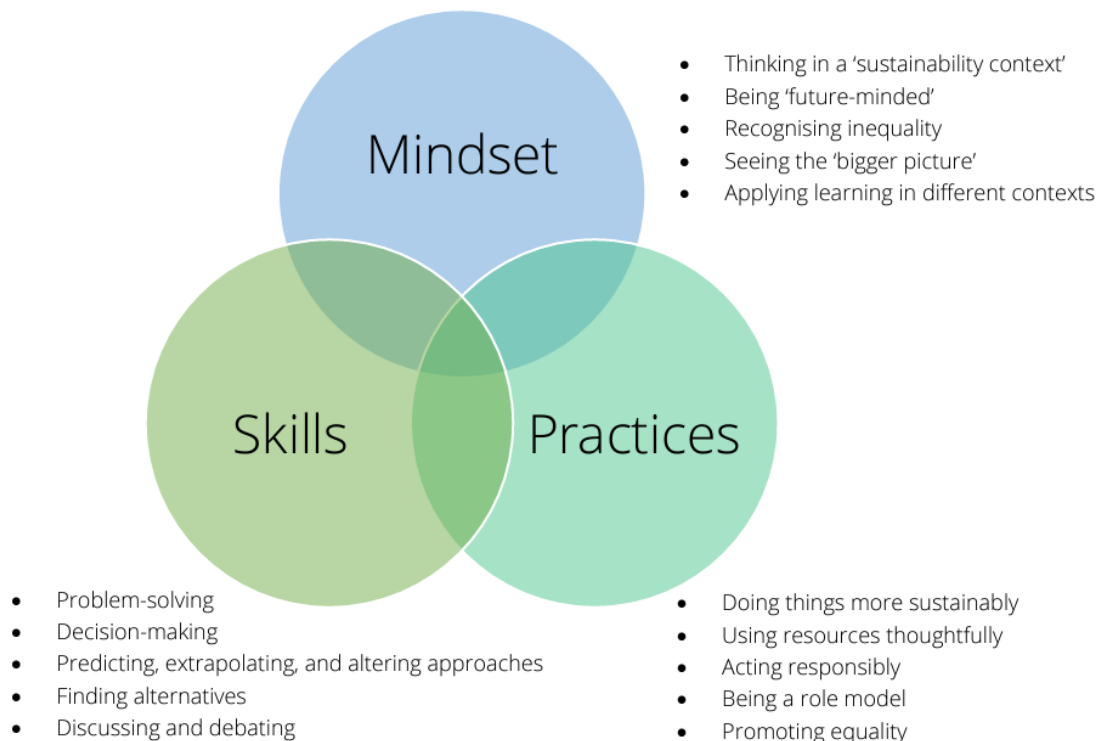 Mindset
• Thinking in a ‘sustainability context’
• Being ‘future-minded’
• Recognising inequality
• Seeing the ‘bigger picture’
• Applying learning in different contexts
Skills
• Problem-solving
• Decision-making
• Predicting, extrapolating, and altering approaches
• Finding alternatives
• Discussing and debating
Practices
• Doing things more sustainably
• Using resources thoughtfully
• Acting responsibly
• Being a role model
• Promoting equality